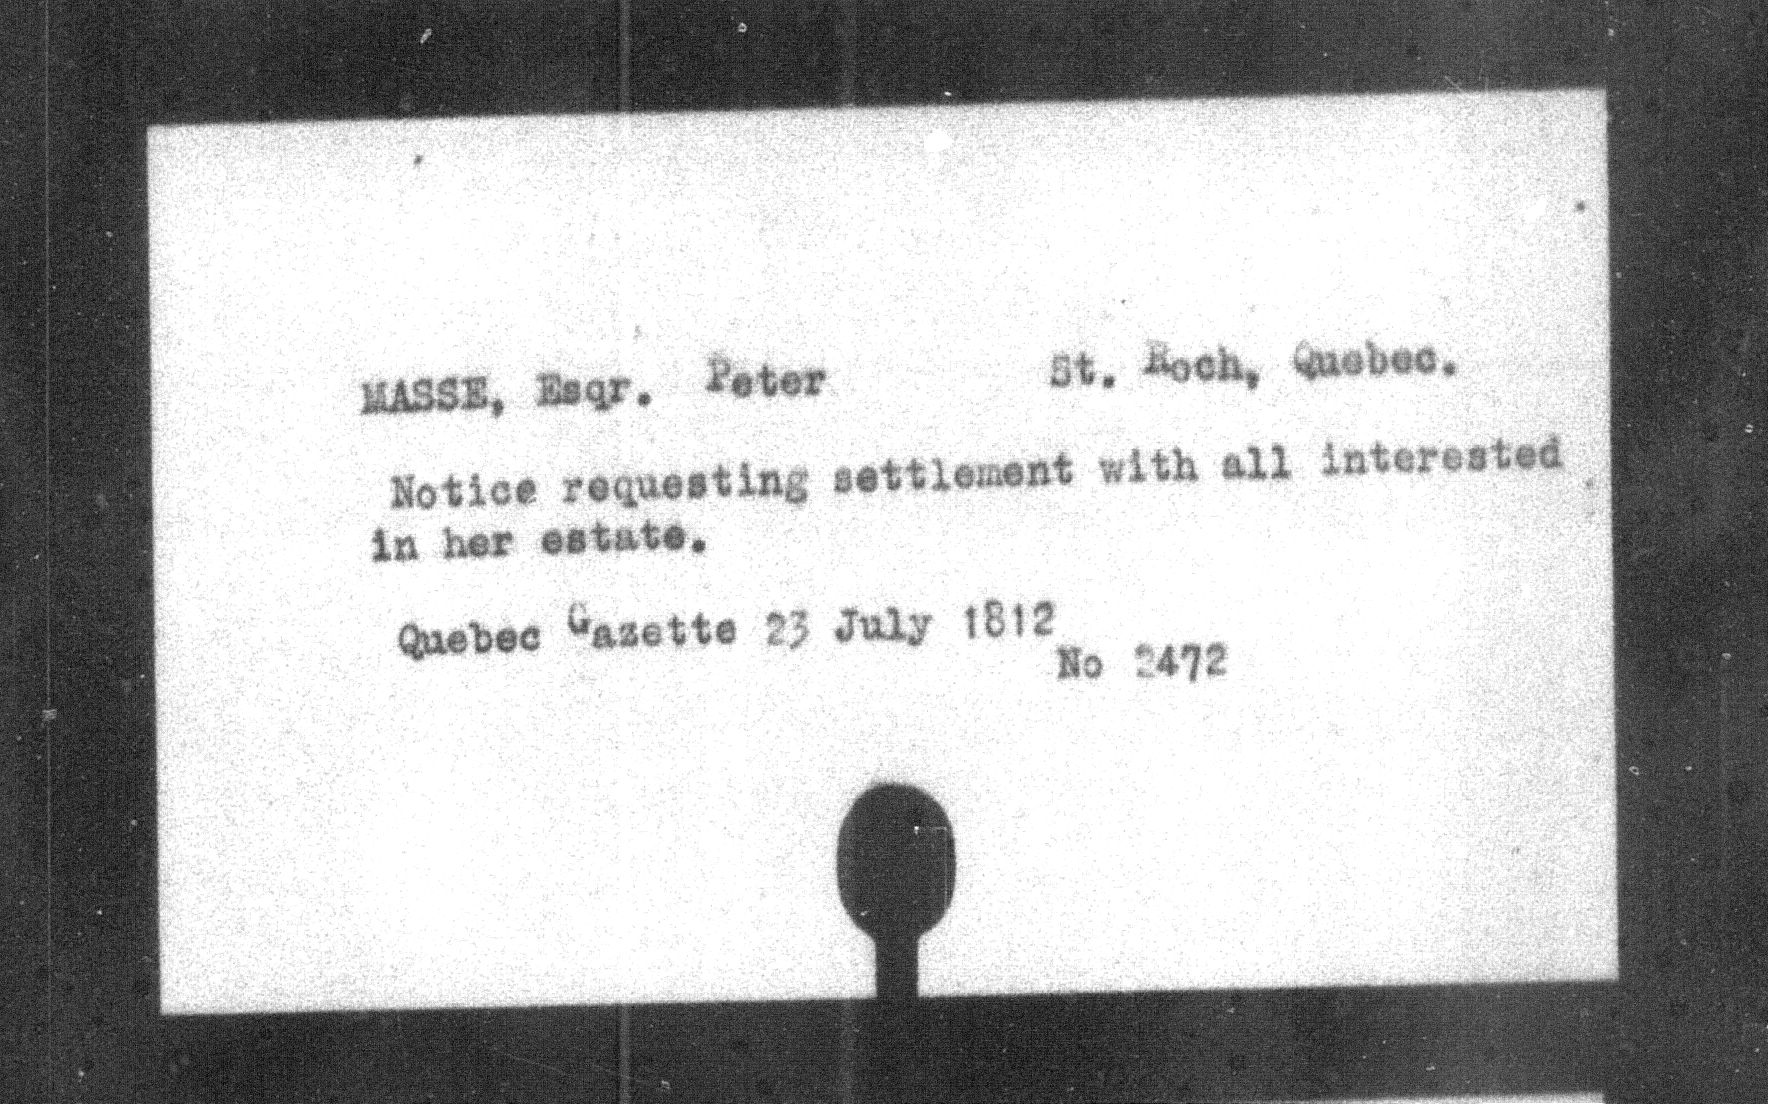 MASSE, Esqr. Peter St. Roch, Quebec.
Notice requesting settlement with all interested
in her estate.
Quebec Gazette 23 July 1812
No 2472